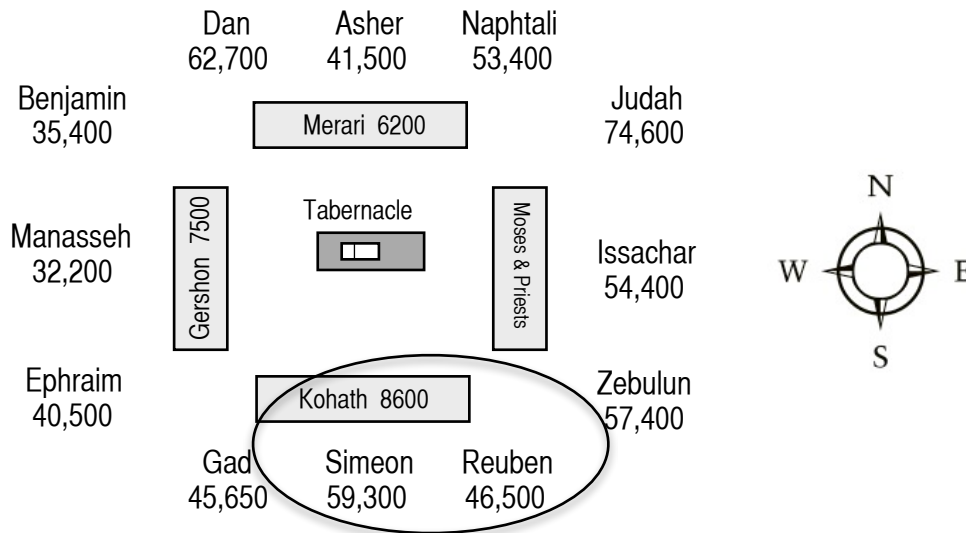 Dan Asher Naphtali
62,700 41,500 53,400
Benjamin Judah
35,400 74,600
Merari 6200
Tabernacle
Gershon 7500
Moses & Priests
Manasseh Issachar
32,200 54,400
Ephraim Zebulun
40,500 57,400
Kohath 8600
Gad Simeon Reuben
45,650 59,300 46,500
N
W E
S